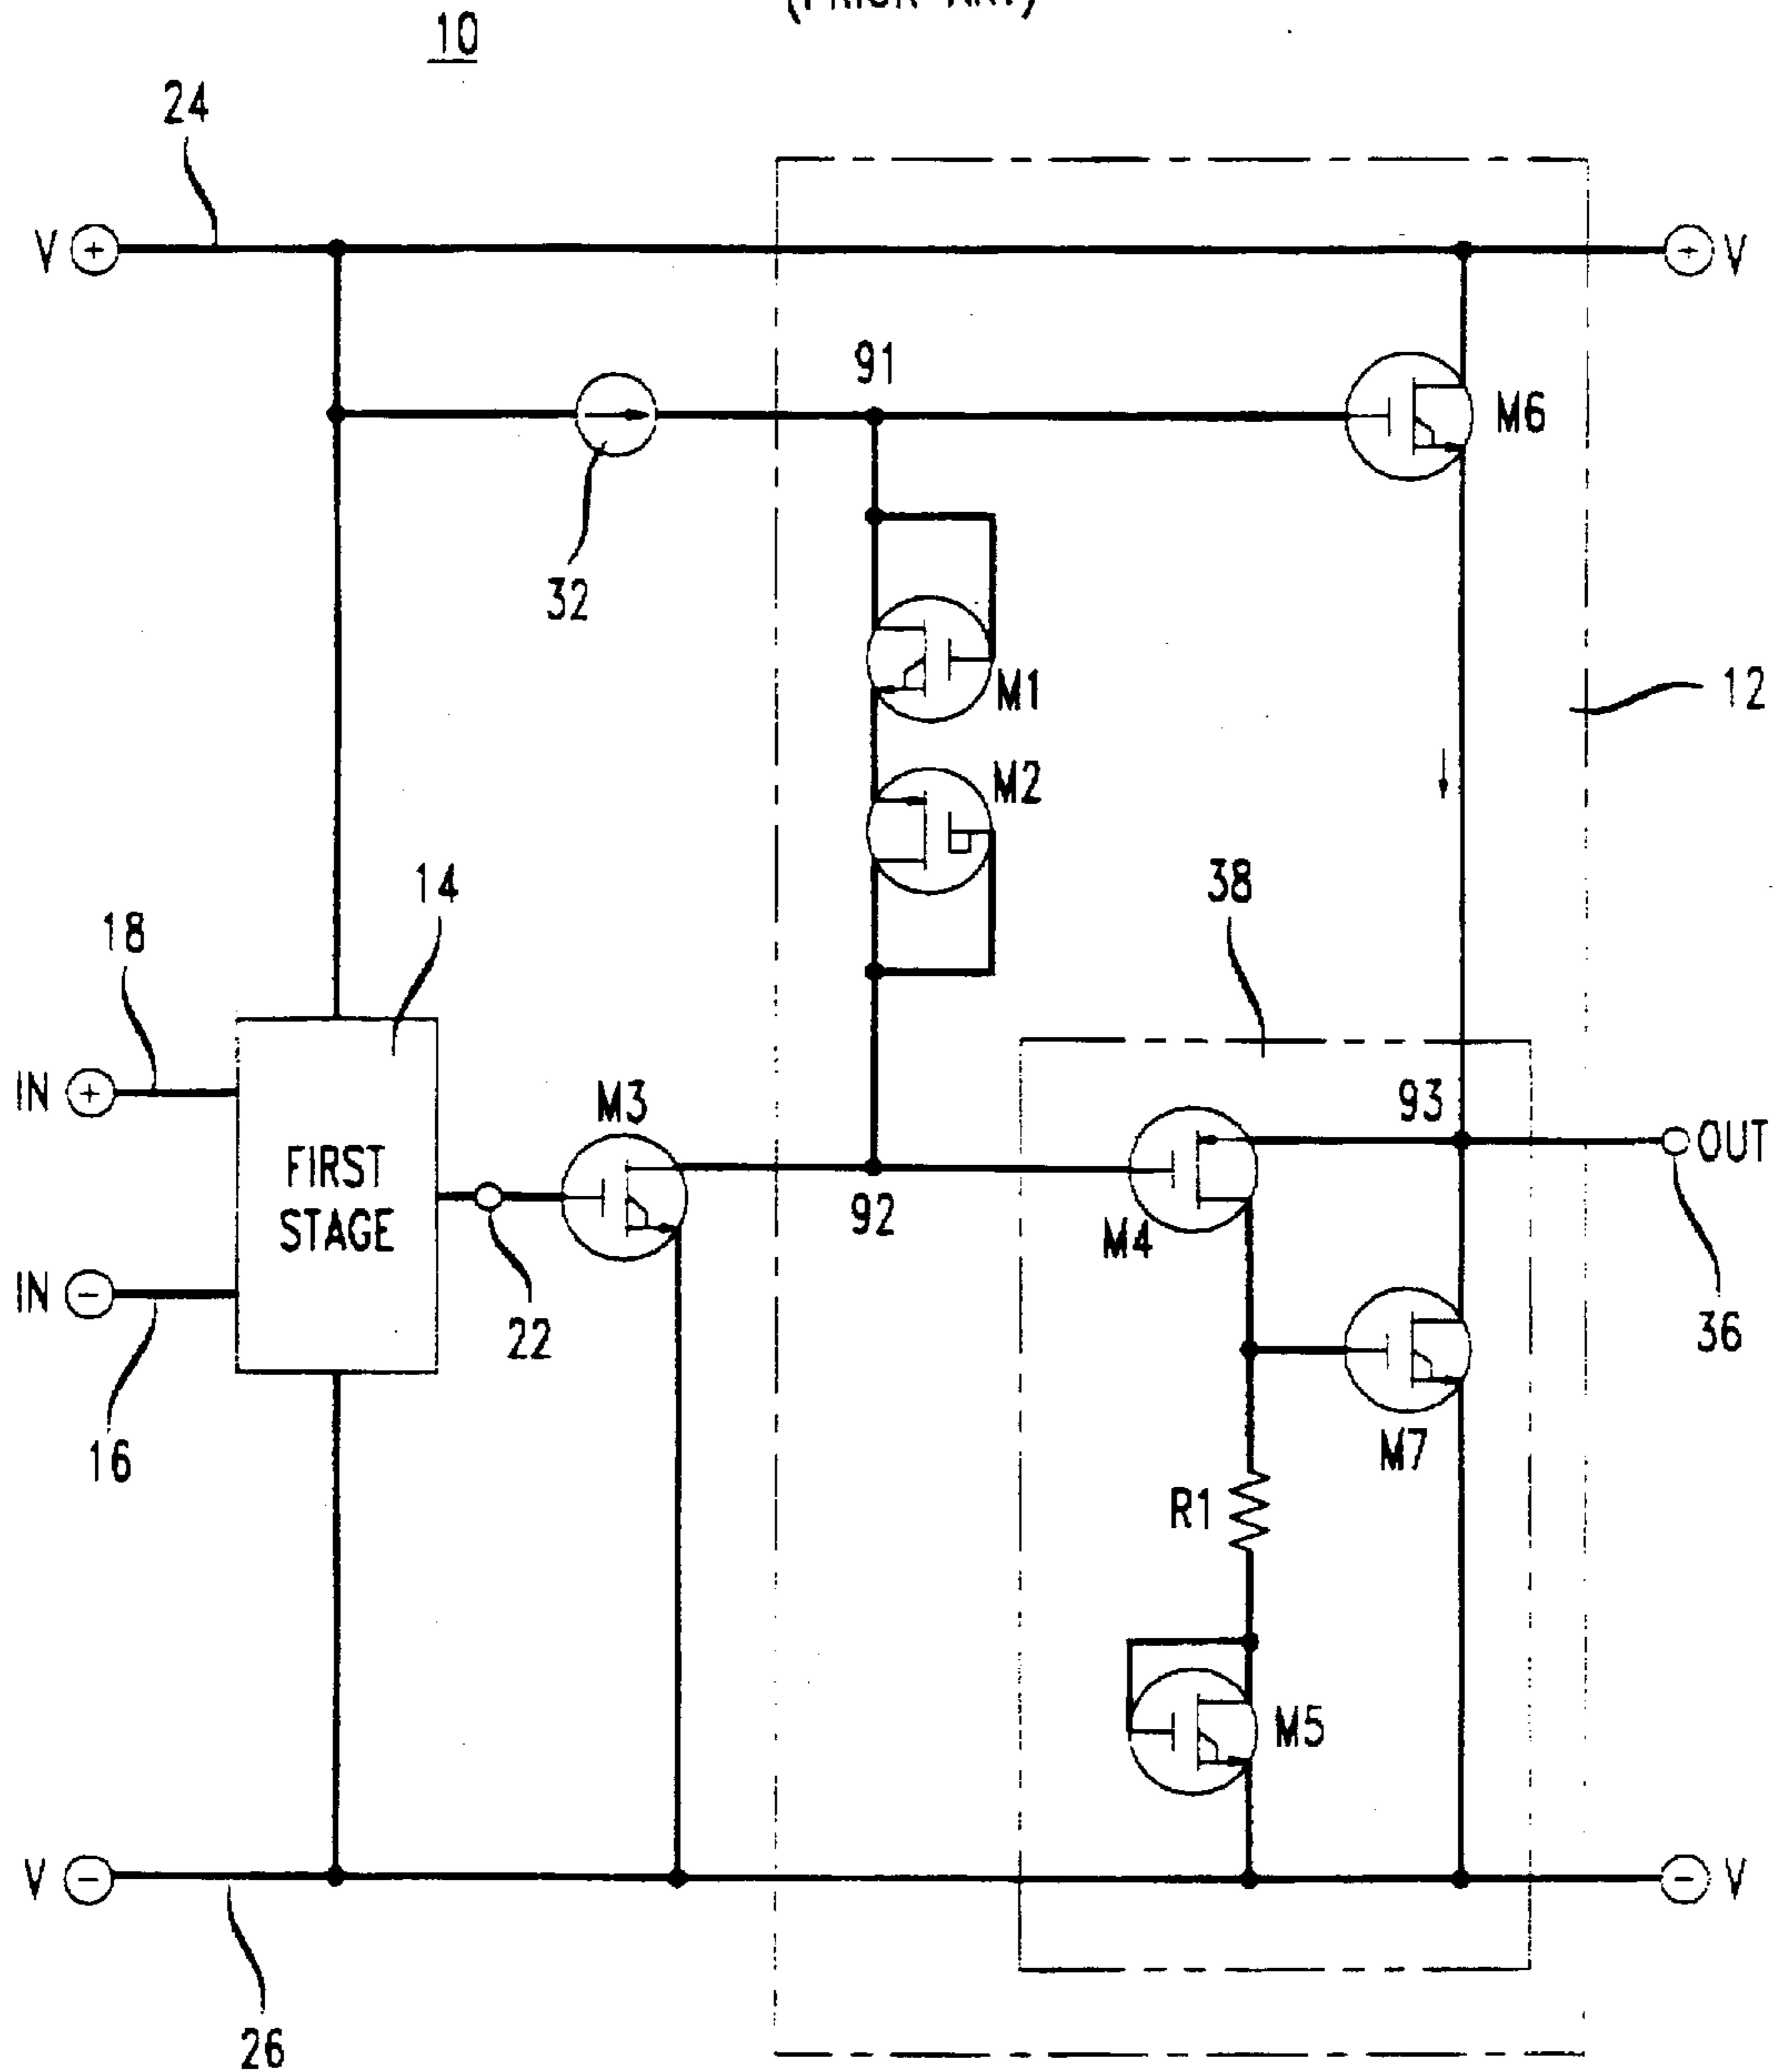 10
24
V + + V
91
M6
32
M1
12
M2
38
14
18
93
IN +
M3
OUT
FIRST
STAGE
92
M4
IN -
22
36
16
M7
R1
M5
V - - V
26